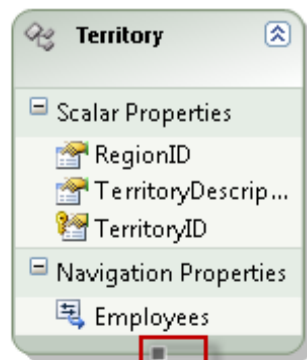 Territory
Scalar Properties
RegionID
TerritoryDescrip...
TerritoryID
Navigation Properties
Employees